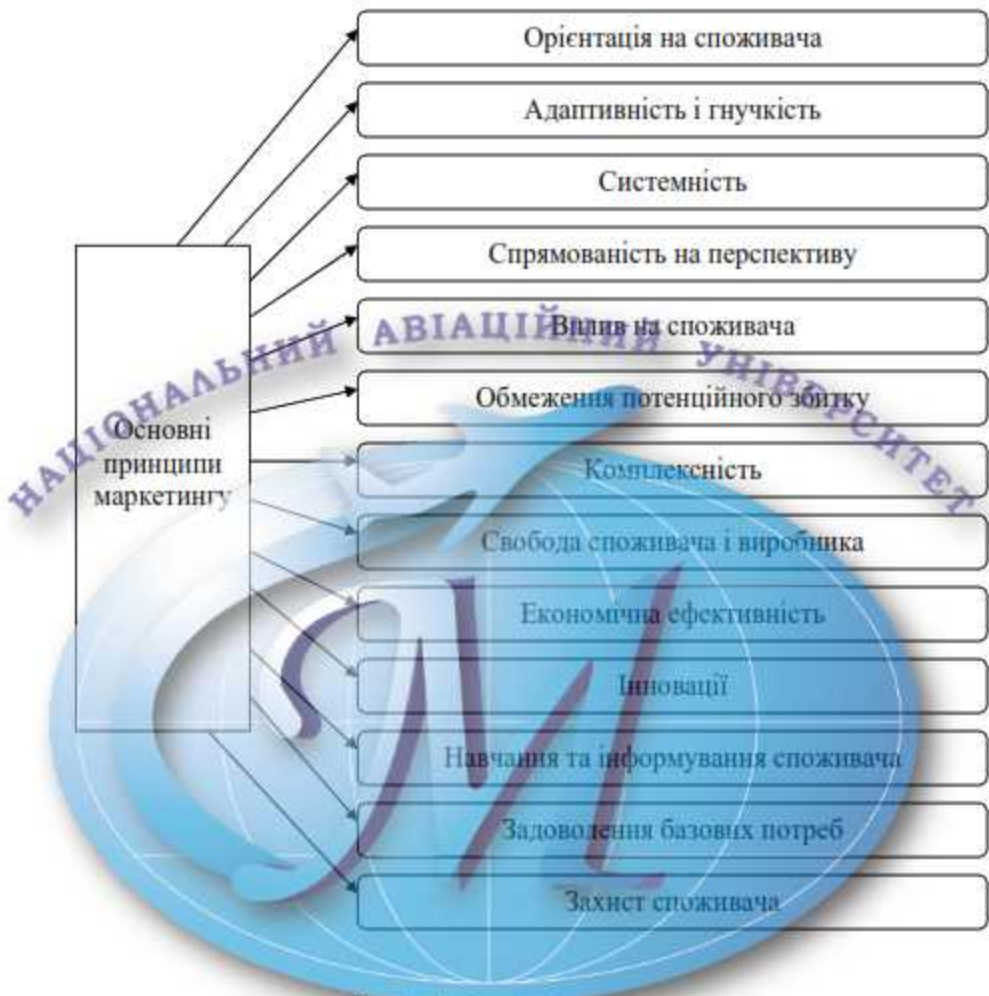 Орієнтація на споживача
Адаптивність і гнучкість
Системність
Спрямованість на перспективу
Вплив на споживача
НАЦІОНАЛЬНИЙ АВІАЦІЙНИЙ УНІВЕРСИТЕТ
Обмеження потенційного збитку
Основні
принципи
маркетингу
Комплексність
Свобода споживача і виробника
Економічна ефективність
Інновації
Навчання та інформування споживача
Задоволення базових потреб
Захист споживача